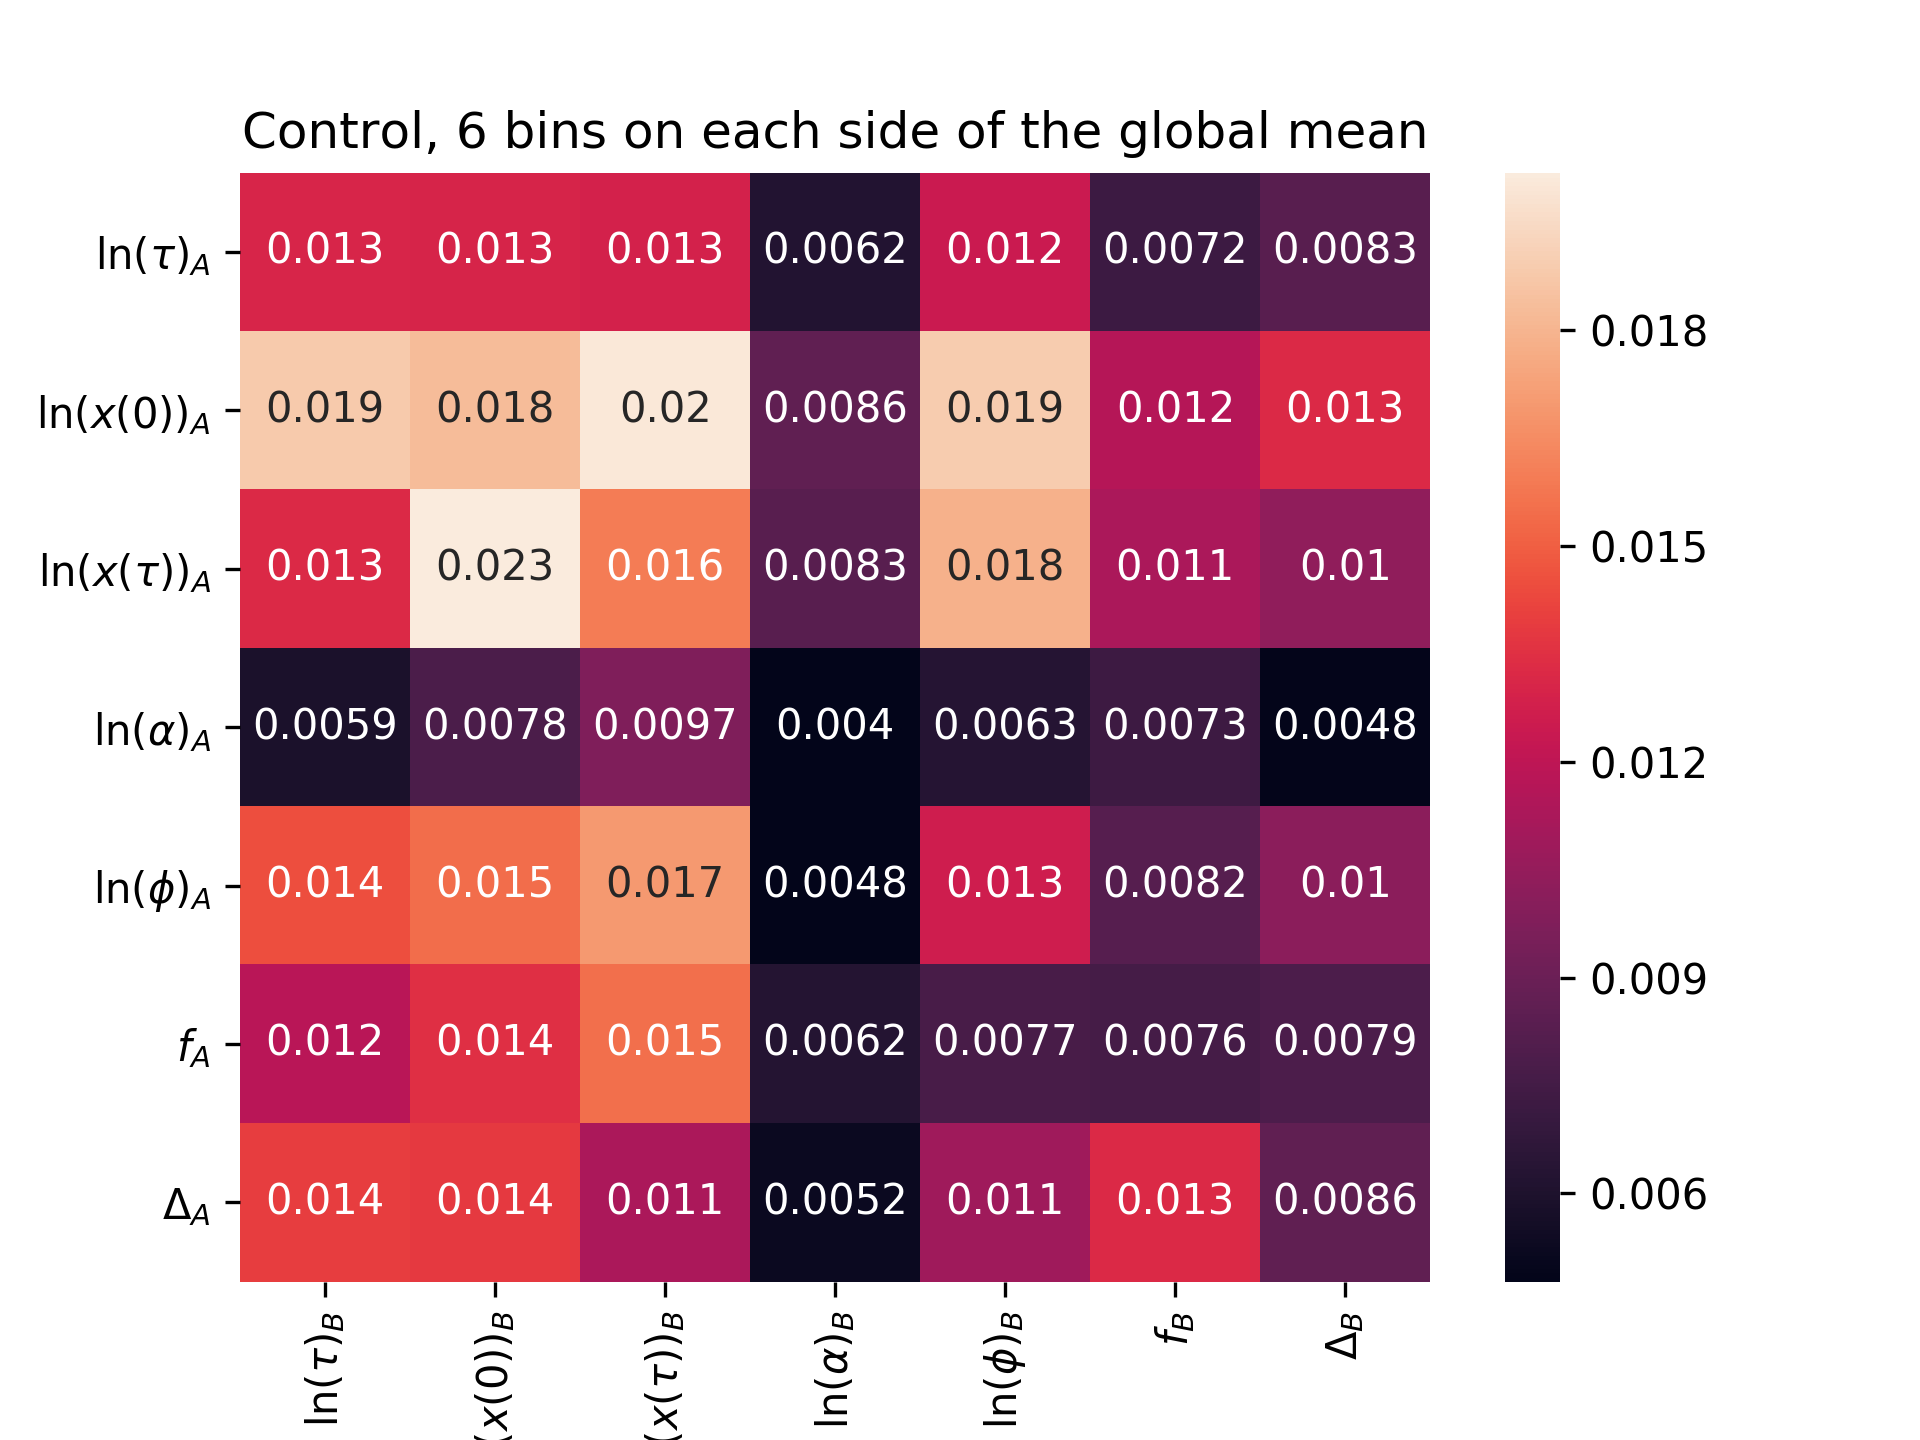 Control, 6 bins on each side of the global mean
ln(τ)A 0.013 0.013 0.013 0.0062 0.012 0.0072 0.0083
ln(x(0))A 0.019 0.018 0.02 0.0086 0.019 0.012 0.013
ln(x(τ))A 0.013 0.023 0.016 0.0083 0.018 0.011 0.01
ln(α)A 0.0059 0.0078 0.0097 0.004 0.0063 0.0073 0.0048
ln(ϕ)A 0.014 0.015 0.017 0.0048 0.013 0.0082 0.01
fA 0.012 0.014 0.015 0.0062 0.0077 0.0076 0.0079
ΔA 0.014 0.014 0.011 0.0052 0.011 0.013 0.0086
ln(τ)B (x(0))B (x(τ))B ln(α)B ln(ϕ)B fB ΔB
0.018
0.015
0.012
0.009
0.006